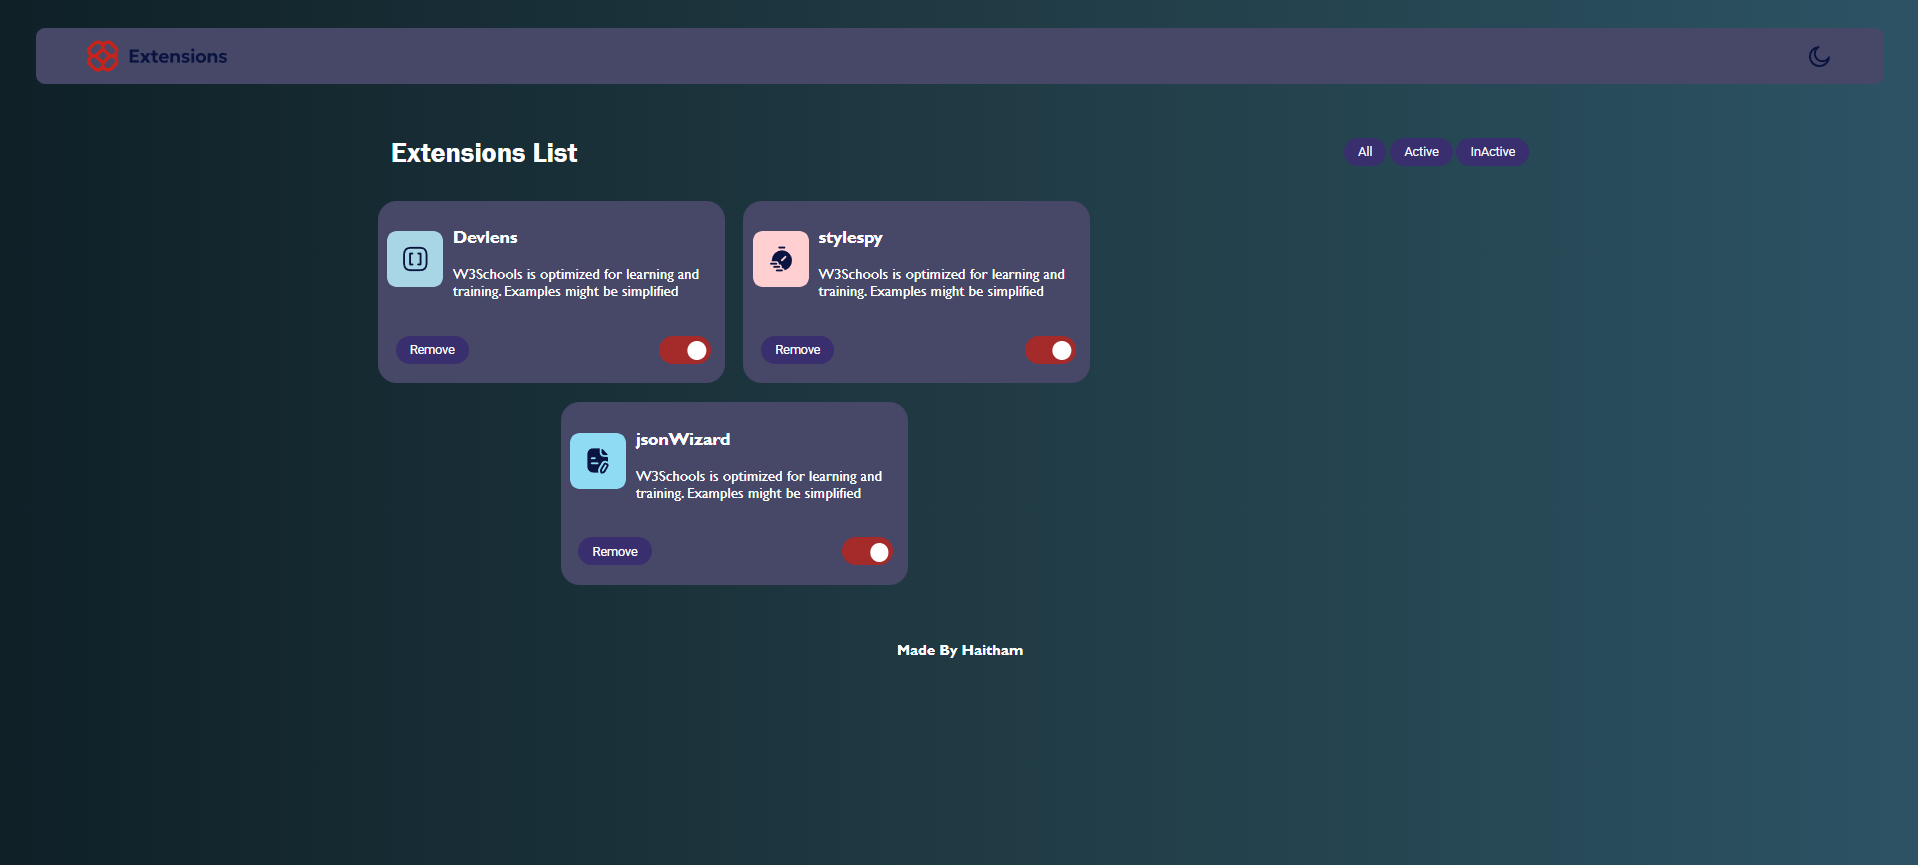 Extensions
Extensions List
All
Active
InActive
Devlens
W3Schools is optimized for learning and
training. Examples might be simplified
Remove
stylespy
W3Schools is optimized for learning and
training. Examples might be simplified
Remove
jsonWizard
W3Schools is optimized for learning and
training. Examples might be simplified
Remove
Made By Haitham